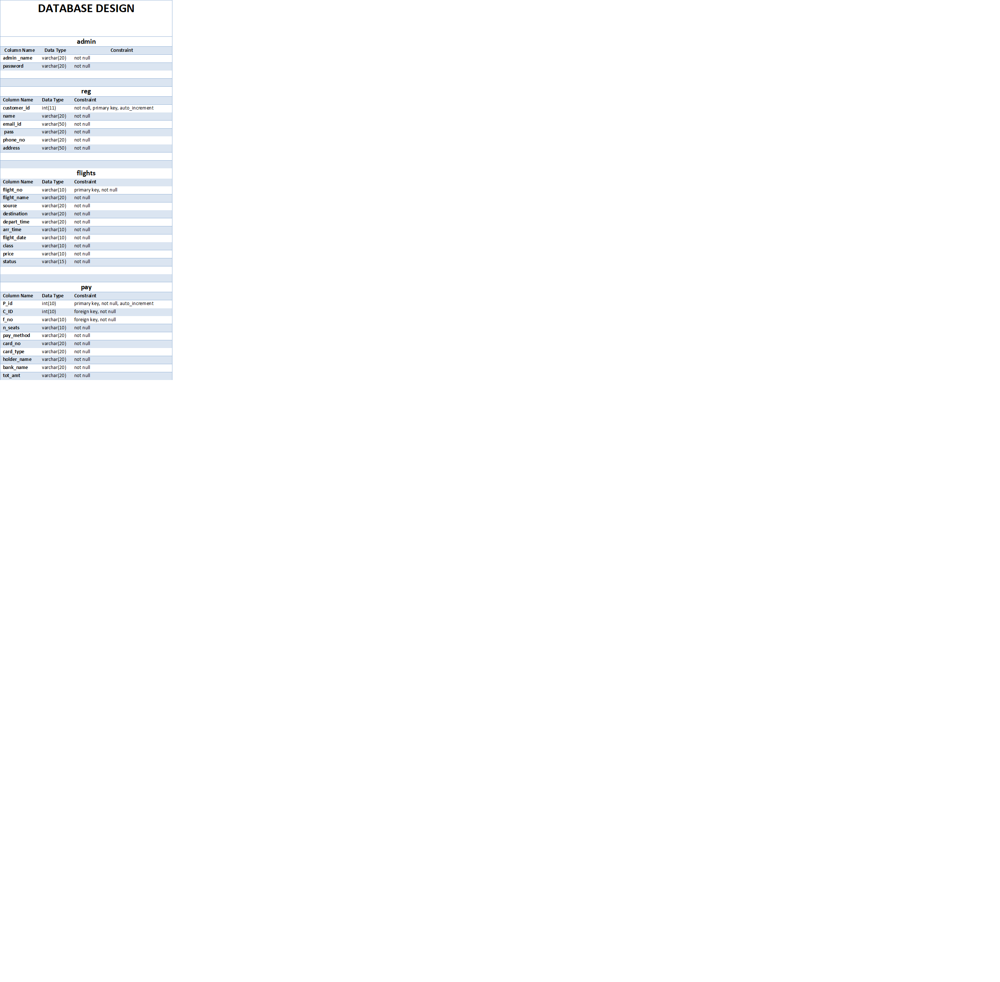 DATABASE DESIGN
admin
Column Name Data Type Constraint
admin _name varchar(20) not null
password varchar(20) not null
reg
Column Name Data Type Constraint
customer_id int(11) not null, primary key, auto_increment
name varchar(20) not null
email_id varchar(50) not null
pass varchar(20) not null
phone_no varchar(20) not null
address varchar(50) not null
flights
Column Name Data Type Constraint
flight_no varchar(10) primary key, not null
flight_name varchar(20) not null
source varchar(20) not null
destination varchar(20) not null
depart_time varchar(20) not null
arr_time varchar(10) not null
flight_date varchar(10) not null
class varchar(10) not null
price varchar(10) not null
status varchar(15) not null
pay
Column Name Data Type Constraint
P_id int(10) primary key, not null, auto_increment
C_ID int(10) foreign key, not null
f_no varchar(10) foreign key, not null
n_seats varchar(10) not null
pay_method varchar(20) not null
card_no varchar(20) not null
card_type varchar(20) not null
holder_name varchar(20) not null
bank_name varchar(20) not null
tot_amt varchar(20) not null